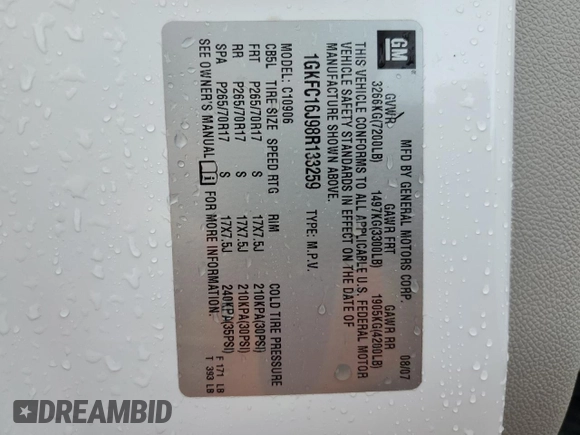 GM
MFD BY GENERAL MOTORS CORP.
08/07
GVWR GAWR FRT GAWR RR
3266KG(7200LB) 1497KG(3300LB) 1905KG(4200LB)
THIS VEHICLE CONFORMS TO ALL APPLICABLE U.S. FEDERAL MOTOR
VEHICLE SAFETY STANDARDS IN EFFECT ON THE DATE OF
MANUFACTURE SHOWN ABOVE.
1GKFC16J98R133259 TYPE: M.P.V.
MODEL: C10906
CB5L TIRE SIZE SPEED RTG RIM COLD TIRE PRESSURE
FRT P265/70R17 S 17X7.5J 210KPA(30PSI)
RR P265/70R17 S 17X7.5J 210KPA(30PSI)
SPA P265/70R17 S 17X7.5J 240KPA(35PSI)
SEE OWNER'S MANUAL i FOR MORE INFORMATION.
F 171 LB
T 393 LB
DREAMBID